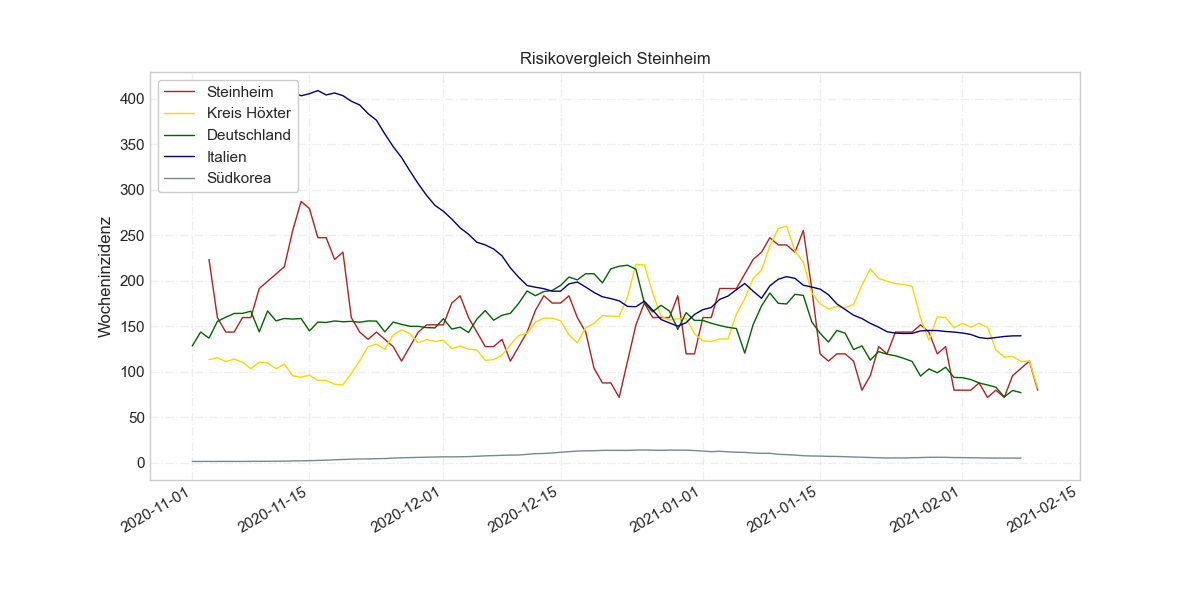 Risikovergleich Steinheim
Steinheim
Kreis Höxter
Deutschland
Italien
Südkorea
Wocheninzidenz
400
350
300
250
200
150
100
50
0
2020-11-01
2020-11-15
2020-12-01
2020-12-15
2021-01-01
2021-01-15
2021-02-01
2021-02-15